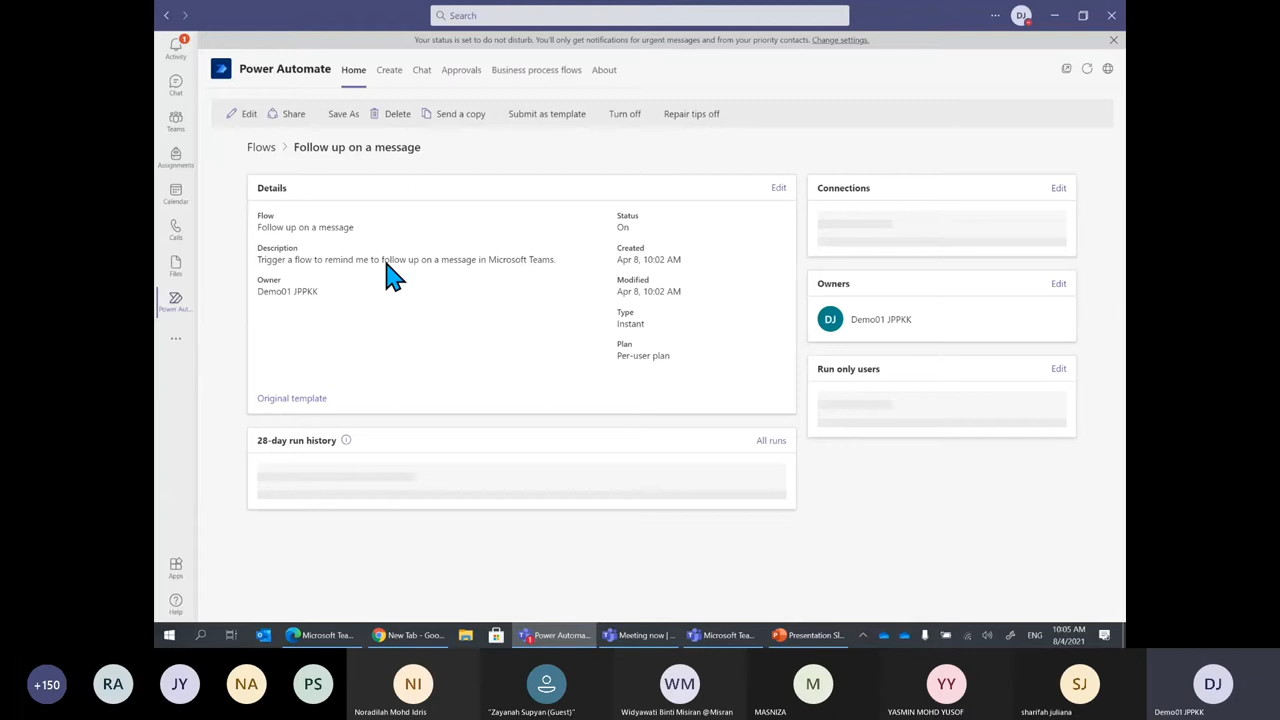 Search
DJ
Your status is set to do not disturb. You'll only get notifications for urgent messages and from your priority contacts. Change settings.
1
Activity
Chat
Teams
Assignments
Calendar
Calls
Files
Power Aut...
Apps
Help
Power Automate
Home
Create
Chat
Approvals
Business process flows
About
Edit
Share
Save As
Delete
Send a copy
Submit as template
Turn off
Repair tips off
Flows > Follow up on a message
Details
Edit
Flow
Follow up on a message
Description
Trigger a flow to remind me to follow up on a message in Microsoft Teams.
Owner
Demo01 JPPKK
Status
On
Created
Apr 8, 10:02 AM
Modified
Apr 8, 10:02 AM
Type
Instant
Plan
Per-user plan
Original template
28-day run history
All runs
Connections
Edit
Owners
Edit
DJ
Demo01 JPPKK
Run only users
Edit
Microsoft Tea...
New Tab - Goo...
Power Automa...
Meeting now | ...
Microsoft Tea...
Presentation Sl...
ENG
10:05 AM
8/4/2021
+150
RA
JY
NA
PS
NI
Noradilah Mohd Idris
"Zayanah Supyan (Guest)"
WM
Widyawati Binti Misiran @Misran
M
MASNIZA
YY
YASMIN MOHD YUSOF
SJ
sharifah juliana
DJ
Demo01 JPPKK